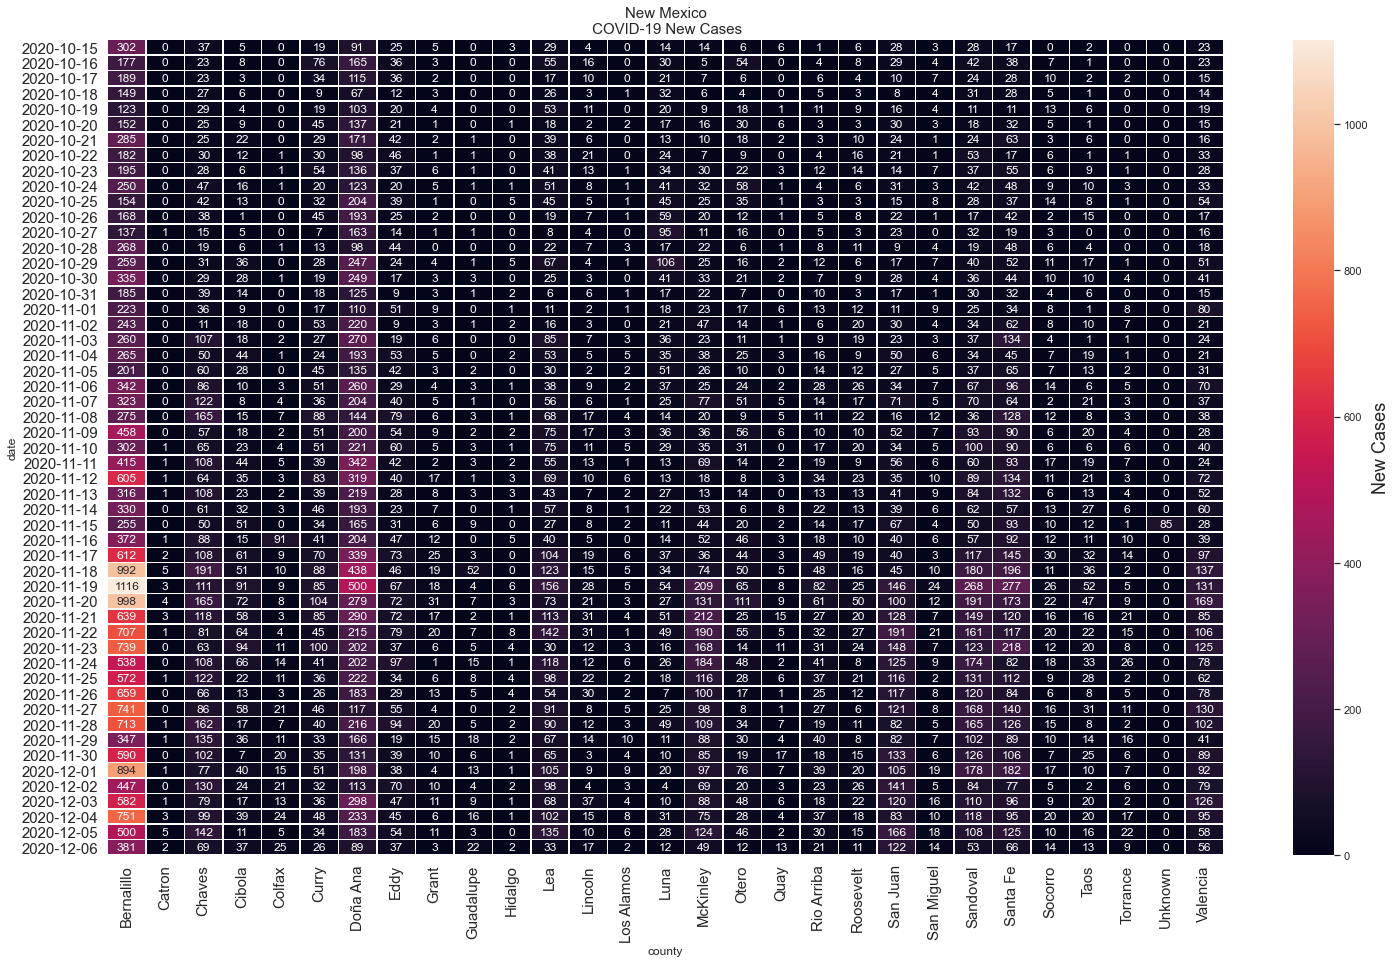 New Mexico
COVID-19 New Cases
2020-10-15 302 0 37 5 0 19 91 25 5 0 3 29 4 0 14 14 6 6 1 6 28 3 28 17 0 2 0 0 23
2020-10-16 177 0 23 8 0 76 165 36 3 0 0 55 16 0 30 5 54 0 4 8 29 4 42 38 7 1 0 0 23
2020-10-17 189 0 23 3 0 34 115 36 2 0 0 17 10 0 21 7 6 0 6 4 10 7 24 28 10 2 2 0 15
2020-10-18 149 0 27 6 0 9 67 12 3 0 0 26 3 1 32 6 4 0 5 3 8 4 31 28 5 1 0 0 14
2020-10-19 123 0 29 4 0 19 103 20 4 0 0 53 11 0 20 9 18 1 11 9 16 4 11 11 13 6 0 0 19
2020-10-20 152 0 25 9 0 45 137 21 1 0 1 18 2 2 17 16 30 6 3 3 30 3 18 32 5 1 0 0 15
2020-10-21 285 0 25 22 0 29 171 42 2 1 0 39 6 0 13 10 18 2 3 10 24 1 24 63 3 6 0 0 16
2020-10-22 182 0 30 12 1 30 98 46 1 1 0 38 21 0 24 7 9 0 4 16 21 1 53 17 6 1 1 0 33
2020-10-23 195 0 28 6 1 54 136 37 6 1 0 41 13 1 34 30 22 3 12 14 14 7 37 55 6 9 1 0 28
2020-10-24 250 0 47 16 1 20 123 20 5 1 1 51 8 1 41 32 58 1 4 6 31 3 42 48 9 10 3 0 33
2020-10-25 154 0 42 13 0 32 204 39 1 0 5 45 5 1 45 25 35 1 3 3 15 8 28 37 14 8 1 0 54
2020-10-26 168 0 38 1 0 45 193 25 2 0 0 19 7 1 59 20 12 1 5 8 22 1 17 42 2 15 0 0 17
2020-10-27 137 1 15 5 0 7 163 14 1 1 0 8 4 0 95 11 16 0 5 3 23 0 32 19 3 0 0 0 16
2020-10-28 268 0 19 6 1 13 98 44 0 0 0 22 7 3 17 22 6 1 8 11 9 4 19 48 6 4 0 0 18
2020-10-29 259 0 31 36 0 28 247 24 4 1 5 67 4 1 106 25 16 2 12 6 17 7 40 52 11 17 1 0 51
2020-10-30 335 0 29 28 1 19 249 17 3 3 0 25 3 0 41 33 21 2 7 9 28 4 36 44 10 10 4 0 41
2020-10-31 185 0 39 14 0 18 125 9 3 1 2 6 6 1 17 22 7 0 10 3 17 1 30 32 4 6 0 0 15
2020-11-01 223 0 36 9 0 17 110 51 9 0 1 11 2 1 18 23 17 6 13 12 11 9 25 34 8 1 8 0 80
2020-11-02 243 0 11 18 0 53 220 9 3 1 2 16 3 0 21 47 14 1 6 20 30 4 34 62 8 10 7 0 21
2020-11-03 260 0 107 18 2 27 270 19 6 0 0 85 7 3 36 23 11 1 9 19 23 3 37 134 4 1 1 0 24
2020-11-04 265 0 50 44 1 24 193 53 5 0 2 53 5 5 35 38 25 3 16 9 50 6 34 45 7 19 1 0 21
2020-11-05 201 0 60 28 0 45 135 42 3 2 0 30 2 2 51 26 10 0 14 12 27 5 37 65 7 13 2 0 31
2020-11-06 342 0 86 10 3 51 260 29 4 3 1 38 9 2 37 25 24 2 28 26 34 7 67 96 14 6 5 0 70
2020-11-07 323 0 122 8 4 36 204 40 5 1 0 56 6 1 25 77 51 5 14 17 71 5 70 64 2 21 3 0 37
2020-11-08 275 0 165 15 7 88 144 79 6 3 1 68 17 4 14 20 9 5 11 22 16 12 36 128 12 8 3 0 38
2020-11-09 458 0 57 18 2 51 200 54 9 2 2 75 17 3 36 36 56 6 10 10 52 7 93 90 6 20 4 0 28
2020-11-10 302 1 65 23 4 51 221 60 5 3 1 75 11 5 29 35 31 0 17 20 34 5 100 90 6 6 6 0 40
2020-11-11 415 1 108 44 5 39 342 42 2 3 2 55 13 1 13 69 14 2 19 9 56 6 60 93 17 19 7 0 24
2020-11-12 605 1 64 35 3 83 319 40 17 1 3 69 10 6 13 18 8 3 34 23 35 10 89 134 11 21 3 0 72
2020-11-13 316 1 108 23 2 39 219 28 8 3 3 43 7 2 27 13 14 0 13 13 41 9 84 132 6 13 4 0 52
2020-11-14 330 0 61 32 3 46 193 23 7 0 1 57 8 1 22 53 6 8 22 13 39 6 62 57 13 27 6 0 60
2020-11-15 255 0 50 51 0 34 165 31 6 9 0 27 8 2 11 44 20 2 14 17 67 4 50 93 10 12 1 85 28
2020-11-16 372 1 88 15 91 41 204 47 12 0 5 40 5 0 14 52 46 3 18 10 40 6 57 92 12 11 10 0 39
2020-11-17 612 2 108 61 9 70 339 73 25 3 0 104 19 6 37 36 44 3 49 19 40 3 117 145 30 32 14 0 97
2020-11-18 992 5 191 51 10 88 438 46 19 52 0 123 15 5 34 74 50 5 48 16 45 10 180 196 11 36 2 0 137
2020-11-19 1116 3 111 91 9 85 500 67 18 4 6 156 28 5 54 209 65 8 82 25 146 24 268 277 26 52 5 0 131
2020-11-20 998 4 165 72 8 104 279 72 31 7 3 73 21 3 27 131 111 9 61 50 100 12 191 173 22 47 9 0 169
2020-11-21 639 3 118 58 3 85 290 72 17 2 1 113 31 4 51 212 25 15 27 20 128 7 149 120 16 16 21 0 85
2020-11-22 707 1 81 64 4 45 215 79 20 7 8 142 31 1 49 190 55 5 32 27 191 21 161 117 20 22 15 0 106
2020-11-23 739 0 63 94 11 100 202 37 6 5 4 30 12 3 16 168 14 11 31 24 148 7 123 218 12 20 8 0 125
2020-11-24 538 0 108 66 14 41 202 97 1 15 1 118 12 6 26 184 48 2 41 8 125 9 174 82 18 33 26 0 78
2020-11-25 572 1 122 22 11 36 222 34 6 8 4 98 22 2 18 116 28 6 37 21 116 2 131 112 9 28 2 0 62
2020-11-26 659 0 66 13 3 26 183 29 13 5 4 54 30 2 7 100 17 1 25 12 117 8 120 84 6 8 5 0 78
2020-11-27 741 0 86 58 21 46 117 55 4 0 2 91 8 5 25 98 8 1 27 6 121 8 168 140 16 31 11 0 130
2020-11-28 713 1 162 17 7 40 216 94 20 5 2 90 12 3 49 109 34 7 19 11 82 5 165 126 15 8 2 0 102
2020-11-29 347 1 135 36 11 33 166 19 15 18 2 67 14 10 11 88 30 4 40 8 82 7 102 89 10 14 16 0 41
2020-11-30 590 0 102 7 20 35 131 39 10 6 1 65 3 4 10 85 19 17 18 15 133 6 126 106 7 25 6 0 89
2020-12-01 894 1 77 40 15 51 198 38 4 13 1 105 9 9 20 97 76 7 39 20 105 19 178 182 17 10 7 0 92
2020-12-02 447 0 130 24 21 32 113 70 10 4 2 98 4 3 4 69 20 3 23 26 141 5 84 77 5 2 6 0 79
2020-12-03 582 1 79 17 13 36 298 47 11 9 1 68 37 4 10 88 48 6 18 22 120 16 110 96 9 20 2 0 126
2020-12-04 751 3 99 39 24 48 233 45 6 16 1 102 15 8 31 75 28 4 37 18 83 10 118 95 20 20 17 0 95
2020-12-05 500 5 142 11 5 34 183 54 11 3 0 135 10 6 28 124 46 2 30 15 166 18 108 125 10 16 22 0 58
2020-12-06 381 2 69 37 25 26 89 37 3 22 2 33 17 2 12 49 12 13 21 11 122 14 53 66 14 13 9 0 56
Bernalillo Catron Chaves Cibola Colfax Curry Doña Ana Eddy Grant Guadalupe Hidalgo Lea Lincoln Los Alamos Luna McKinley Otero Quay Rio Arriba Roosevelt San Juan San Miguel Sandoval Santa Fe Socorro Taos Torrance Unknown Valencia
county
date
1000
800
600
400
200
0
New Cases